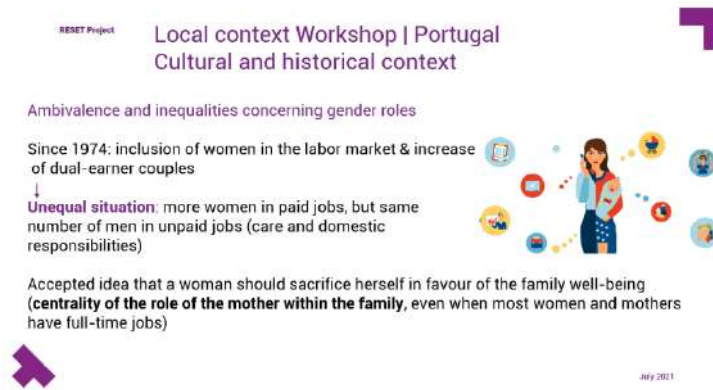 RESET Project
Local context Workshop | Portugal
Cultural and historical context
Ambivalence and inequalities concerning gender roles
Since 1974: inclusion of women in the labor market & increase
of dual-earner couples
Unequal situation: more women in paid jobs, but same
number of men in unpaid jobs (care and domestic
responsibilities)
Accepted idea that a woman should sacrifice herself in favour of the family well-being
(centrality of the role of the mother within the family, even when most women and mothers
have full-time jobs)
July 2021